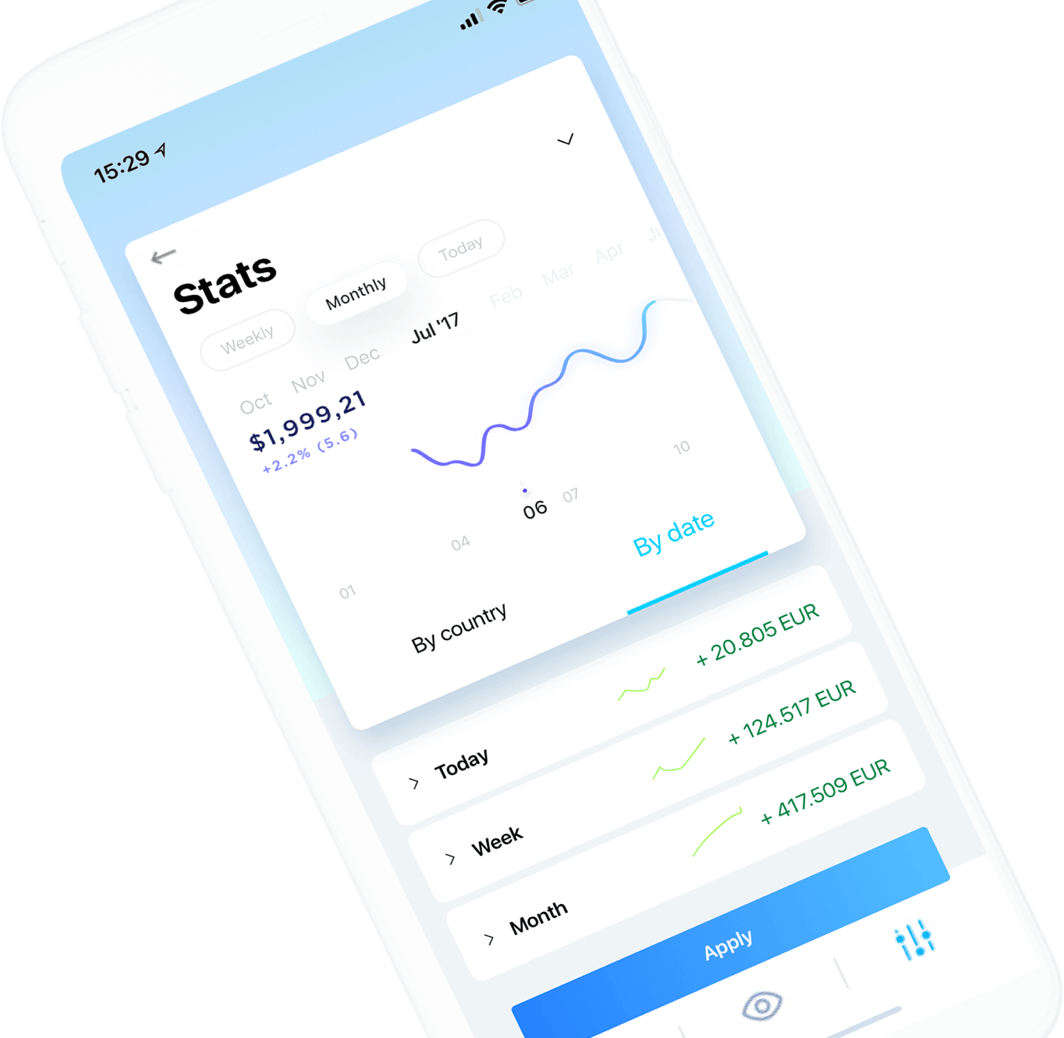 15:29
Stats
Weekly Monthly Today
Oct Nov Dec Jul '17 Feb Mar Apr
$1,999,21
+2.2% (5.6)
01 04 06 07 10
By country By date
Today + 20.805 EUR
Week + 124.517 EUR
Month + 417.509 EUR
Apply